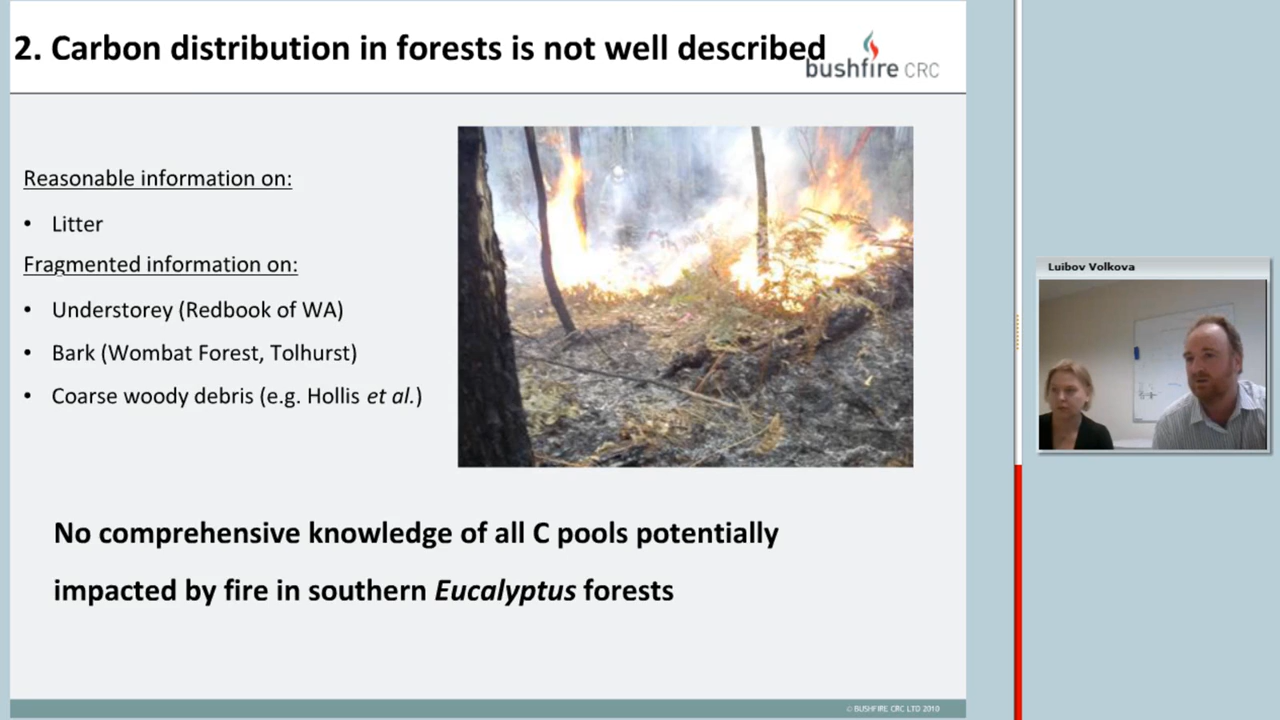 2. Carbon distribution in forests is not well described
bushfire CRC
Reasonable information on:
• Litter
Fragmented information on:
• Understorey (Redbook of WA)
• Bark (Wombat Forest, Tolhurst)
• Coarse woody debris (e.g. Hollis et al.)
No comprehensive knowledge of all C pools potentially
impacted by fire in southern Eucalyptus forests
© BUSHFIRE CRC LTD 2010
Luibov Volkova